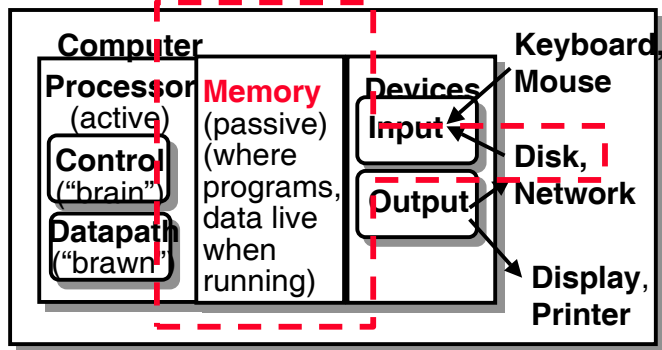 Computer
Processor
(active)
Control
(“brain”)
Datapath
(“brawn”)
Memory
(passive)
(where
programs,
data live
when
running)
Devices
Input
Output
Keyboard,
Mouse
Disk,
Network
Display,
Printer